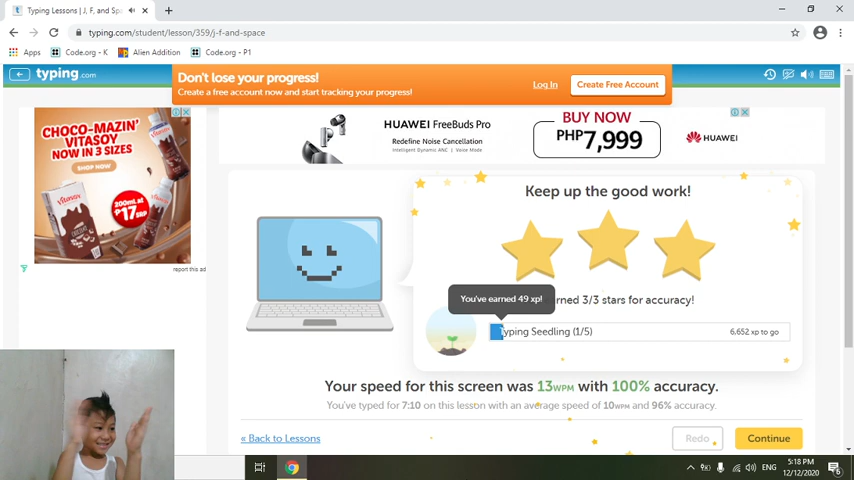 Typing Lessons | J, F, and Spa
typing.com/student/lesson/359/j-f-and-space
Apps
Code.org - K
Alien Addition
Code.org - P1
typing.com
Don't lose your progress!
Create a free account now and start tracking your progress!
Log In
Create Free Account
CHOCO-MAZIN'
VITASOY
NOW IN 3 SIZES
SHOP NOW
Vitasoy
200mL at
₱17 SRP
report this ad
HUAWEI FreeBuds Pro
Redefine Noise Cancellation
Intelligent Dynamic ANC | Voice Mode
BUY NOW
PHP7,999
HUAWEI
Keep up the good work!
You've earned 49 xp!
rned 3/3 stars for accuracy!
Typing Seedling (1/5)
6,652 xp to go
Your speed for this screen was 13WPM with 100% accuracy.
You've typed for 7:10 on this lesson with an average speed of 10WPM and 96% accuracy.
« Back to Lessons
Redo
Continue
ENG
5:18 PM
12/12/2020